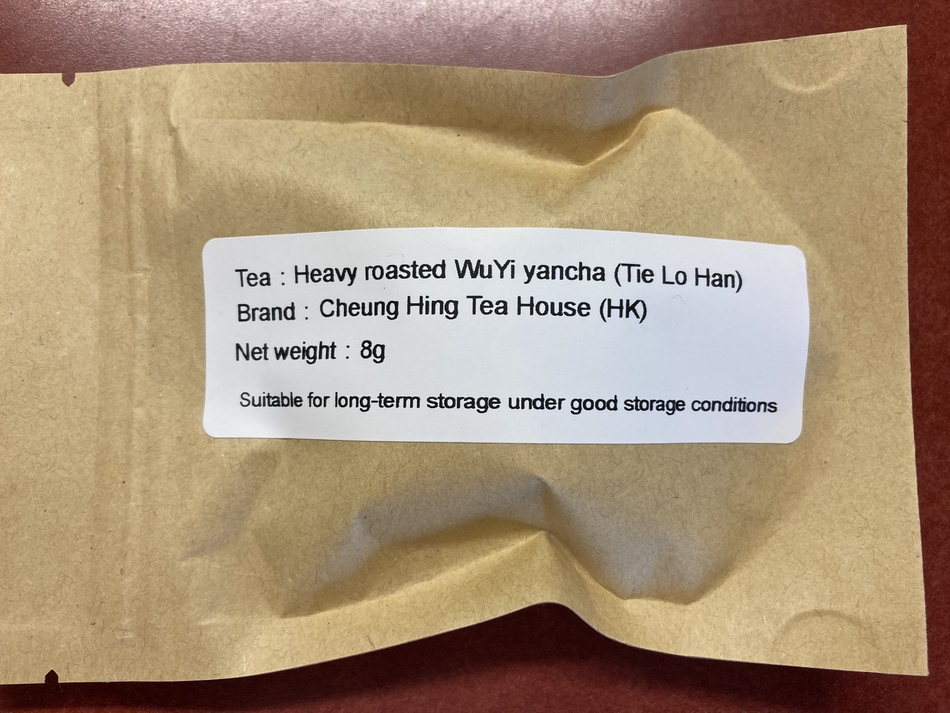 Tea : Heavy roasted WuYi yancha (Tie Lo Han)
Brand : Cheung Hing Tea House (HK)
Net weight : 8g
Suitable for long-term storage under good storage conditions